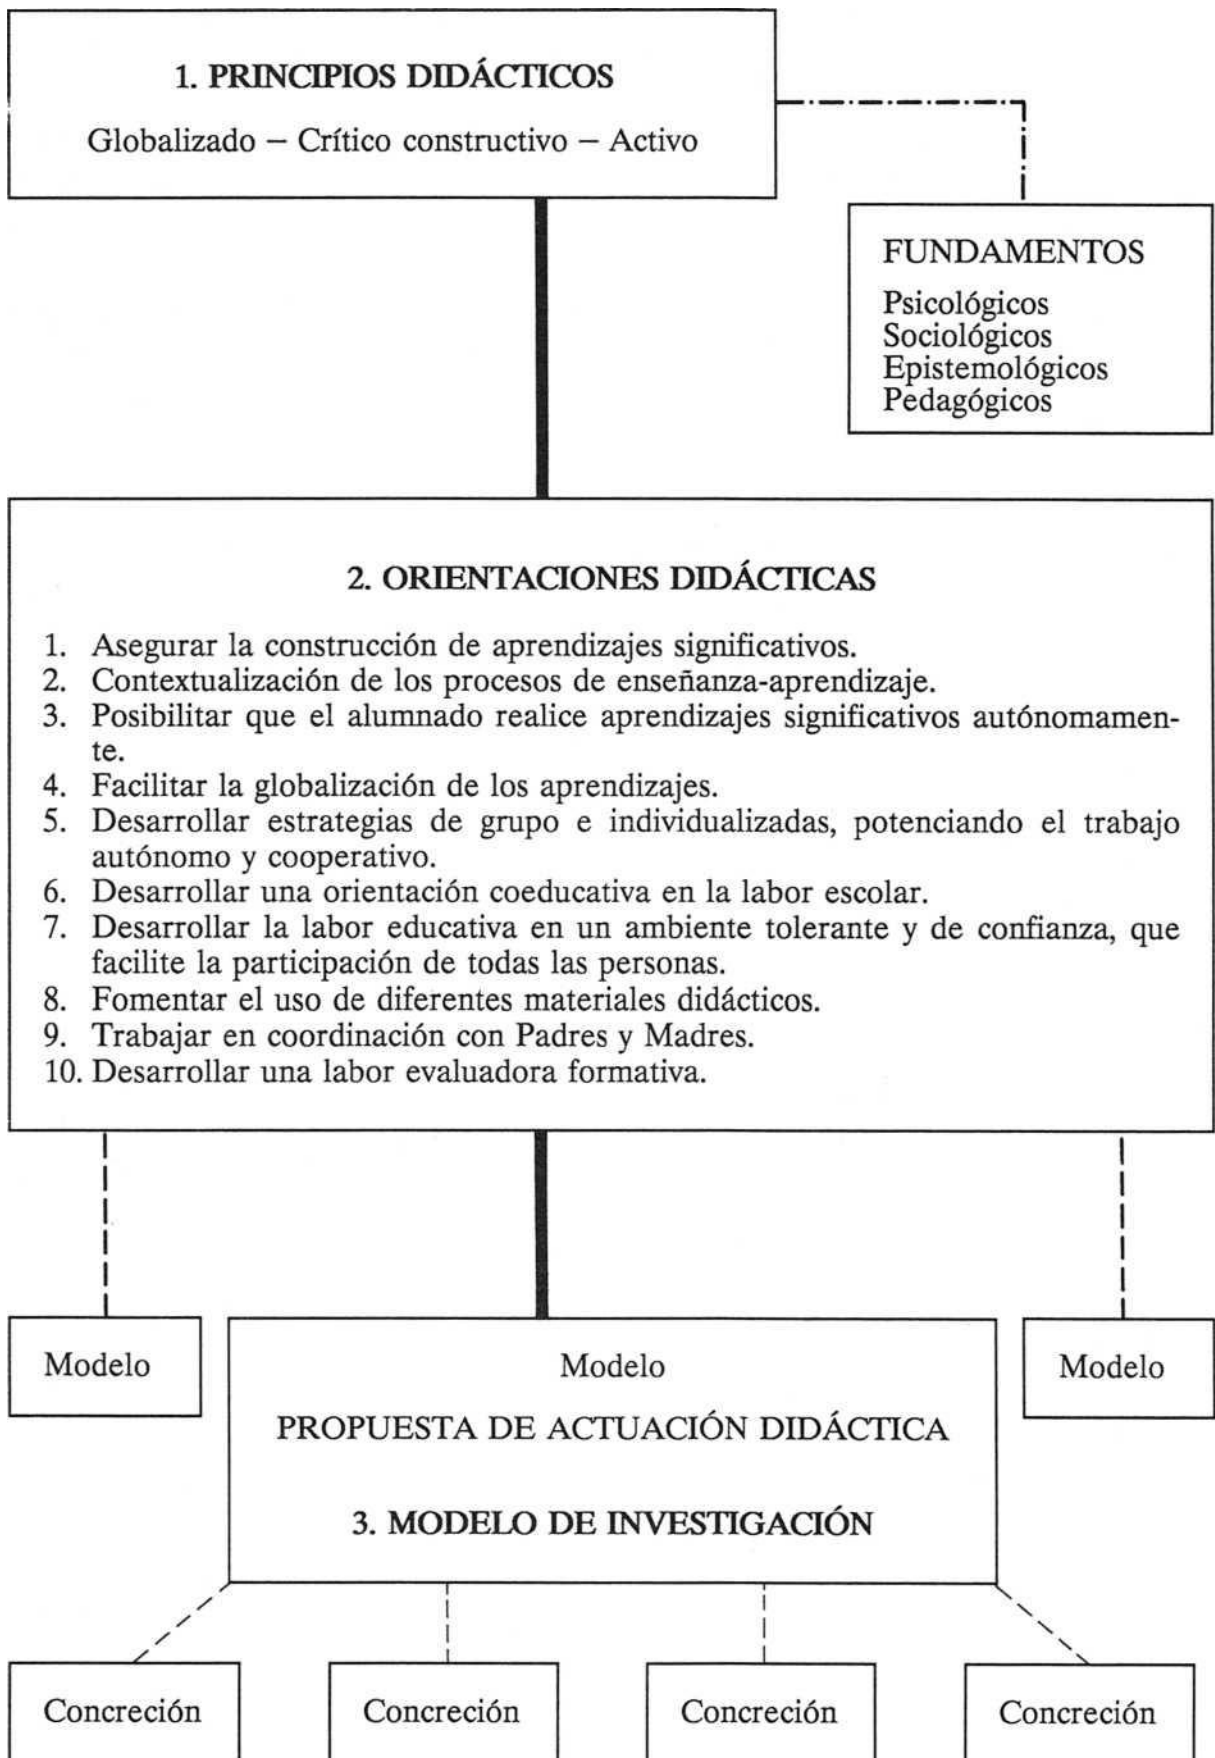 1. PRINCIPIOS DIDÁCTICOS
Globalizado – Crítico constructivo – Activo
FUNDAMENTOS
Psicológicos
Sociológicos
Epistemológicos
Pedagógicos
2. ORIENTACIONES DIDÁCTICAS
1. Asegurar la construcción de aprendizajes significativos.
2. Contextualización de los procesos de enseñanza-aprendizaje.
3. Posibilitar que el alumnado realice aprendizajes significativos autónomamen-
te.
4. Facilitar la globalización de los aprendizajes.
5. Desarrollar estrategias de grupo e individualizadas, potenciando el trabajo
autónomo y cooperativo.
6. Desarrollar una orientación coeducativa en la labor escolar.
7. Desarrollar la labor educativa en un ambiente tolerante y de confianza, que
facilite la participación de todas las personas.
8. Fomentar el uso de diferentes materiales didácticos.
9. Trabajar en coordinación con Padres y Madres.
10. Desarrollar una labor evaluadora formativa.
Modelo
Modelo
PROPUESTA DE ACTUACIÓN DIDÁCTICA
3. MODELO DE INVESTIGACIÓN
Modelo
Concreción
Concreción
Concreción
Concreción